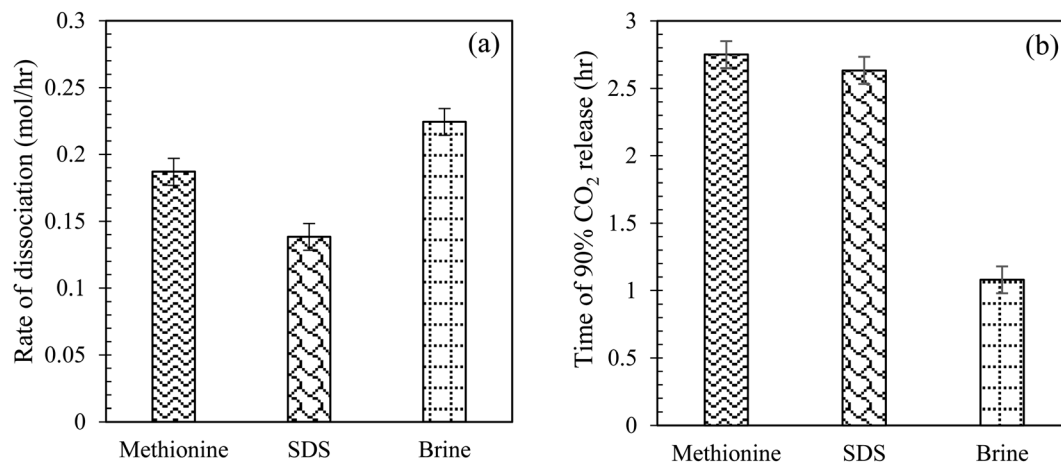 (a)
Rate of dissociation (mol/hr)
0.3
0.25
0.2
0.15
0.1
0.05
0
Methionine SDS Brine
(b)
Time of 90% CO₂ release (hr)
3
2.5
2
1.5
1
0.5
0
Methionine SDS Brine